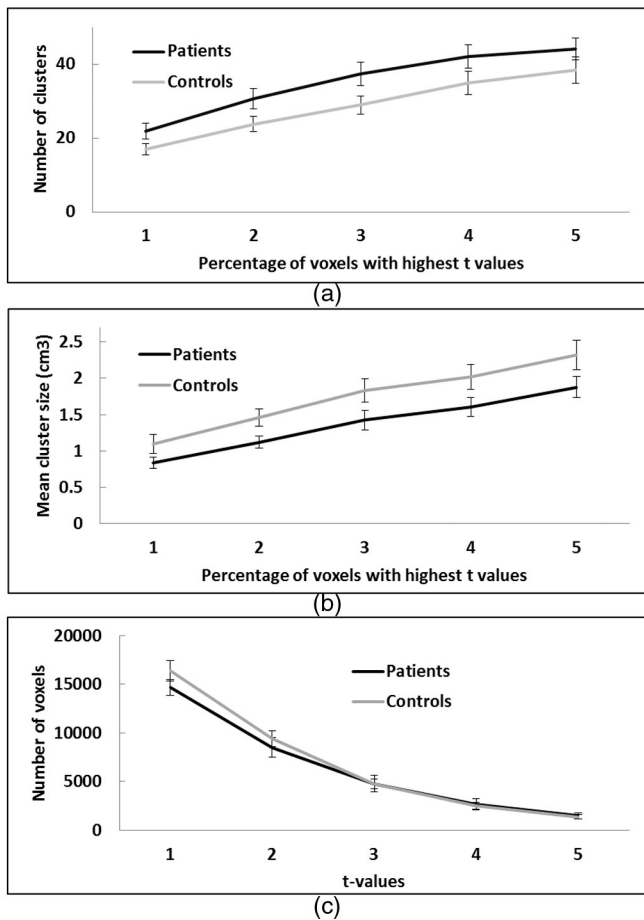 Patients
Controls
Number of clusters
40
20
0
1 2 3 4 5
Percentage of voxels with highest t values
(a)
Patients
Controls
Mean cluster size (cm3)
2.5
2
1.5
1
0.5
0
1 2 3 4 5
Percentage of voxels with highest t values
(b)
Patients
Controls
Number of voxels
20000
15000
10000
5000
0
1 2 3 4 5
t-values
(c)